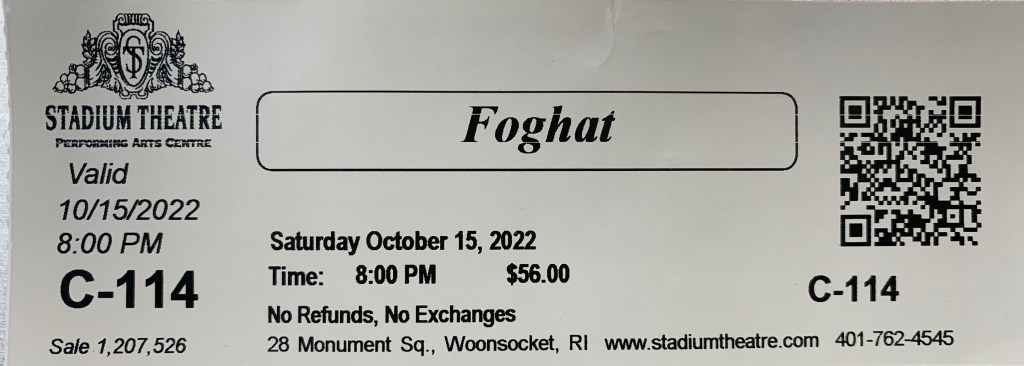 ST
STADIUM THEATRE
PERFORMING ARTS CENTRE
Valid
10/15/2022
8:00 PM
C-114
Sale 1,207,526
Foghat
Saturday October 15, 2022
Time: 8:00 PM $56.00
No Refunds, No Exchanges
28 Monument Sq., Woonsocket, RI www.stadiumtheatre.com 401-762-4545
C-114